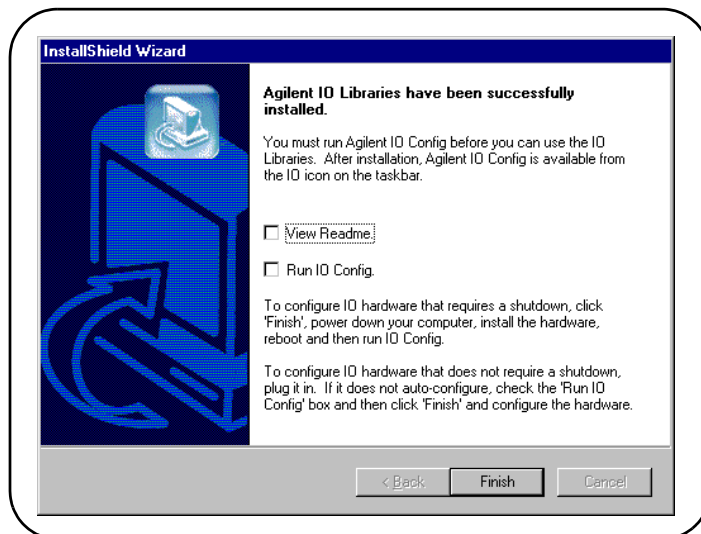 InstallShield Wizard
Agilent IO Libraries have been successfully
installed.
You must run Agilent IO Config before you can use the IO
Libraries. After installation, Agilent IO Config is available from
the IO icon on the taskbar.
View Readme.
Run IO Config.
To configure IO hardware that requires a shutdown, click
'Finish', power down your computer, install the hardware,
reboot and then run IO Config.
To configure IO hardware that does not require a shutdown,
plug it in. If it does not auto-configure, check the 'Run IO
Config' box and then click 'Finish' and configure the hardware.
< Back
Finish
Cancel